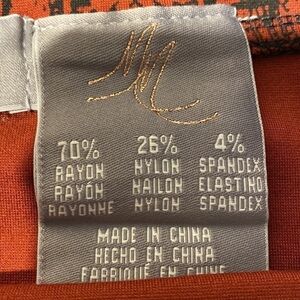 70% 26% 4%
RAYON NYLON SPANDEX
RAYÓN NAILON ELASTINO
RAYONNE NYLON SPANDEX
MADE IN CHINA
HECHO EN CHINA
FABRIQUÉ EN CHINE